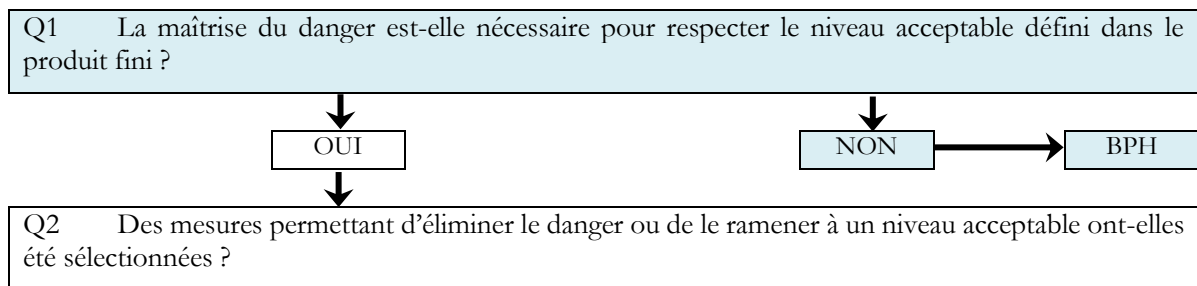 Q1 La maîtrise du danger est-elle nécessaire pour respecter le niveau acceptable défini dans le
produit fini ?
OUI NON BPH
Q2 Des mesures permettant d’éliminer le danger ou de le ramener à un niveau acceptable ont-elles
été sélectionnées ?